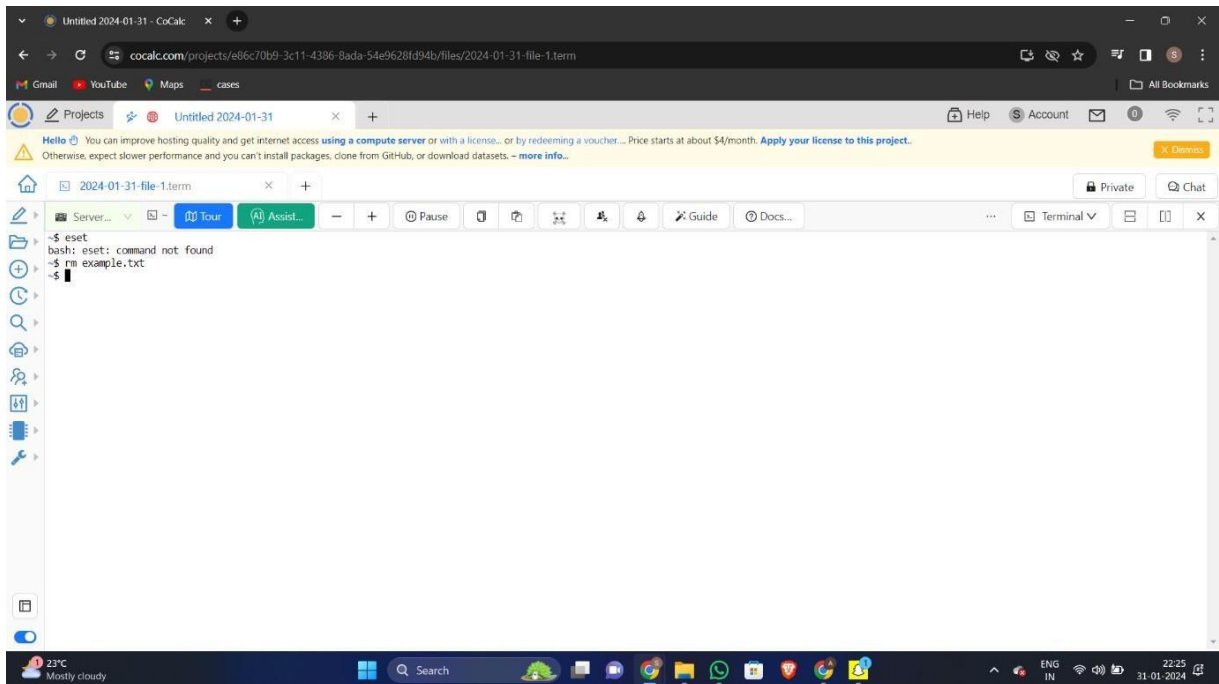 Untitled 2024-01-31 - CoCalc
cocalc.com/projects/e86c70b9-3c11-4386-8ada-54e9628fd94b/files/2024-01-31-file-1.term
S
Gmail YouTube Maps cases All Bookmarks
Projects Untitled 2024-01-31 Help S Account 0
Hello You can improve hosting quality and get internet access using a compute server or with a license... or by redeeming a voucher.... Price starts at about $4/month. Apply your license to this project..
Otherwise, expect slower performance and you can't install packages, clone from GitHub, or download datasets. – more info...
X Dismiss
2024-01-31-file-1.term Private Chat
Server... Tour AI Assist... Pause Guide Docs... ... Terminal
~$ eset
bash: eset: command not found
~$ rm example.txt
~$
1 23°C
Mostly cloudy
Search
ENG
IN
22:25
31-01-2024